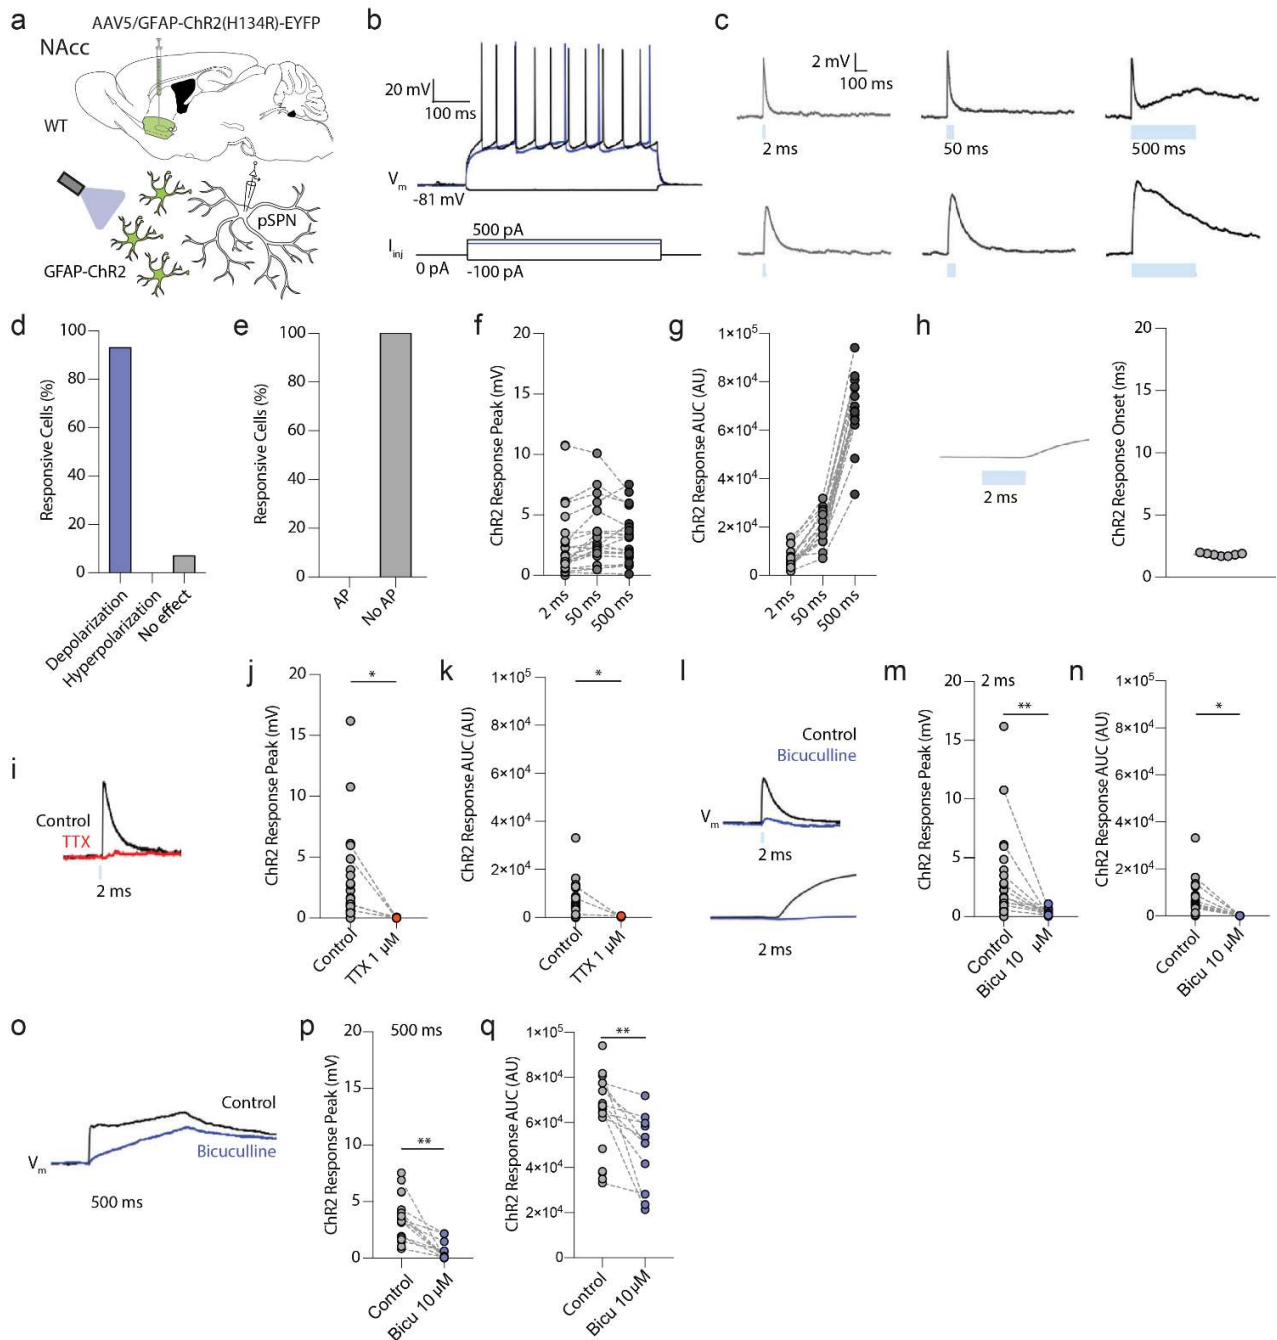 a
AAV5/GFAP-ChR2(H134R)-EYFP
NAcc
WT
pSPN
GFAP-ChR2
b
20 mV
100 ms
Vm
-81 mV
500 pA
Iinj
0 pA
-100 pA
c
2 mV
100 ms
2 ms
50 ms
500 ms
d
Responsive Cells (%)
100
80
60
40
20
0
Depolarization
Hyperpolarization
No effect
e
Responsive Cells (%)
100
80
60
40
20
0
AP
No AP
f
ChR2 Response Peak (mV)
20
15
10
5
0
2 ms
50 ms
500 ms
g
ChR2 Response AUC (AU)
1×10⁵
8×10⁴
6×10⁴
4×10⁴
2×10⁴
0
2 ms
50 ms
500 ms
h
2 ms
ChR2 Response Onset (ms)
20
15
10
5
0
i
Control
TTX
2 ms
j
ChR2 Response Peak (mV)
20
15
10
5
0
*
Control
TTX 1 µM
k
ChR2 Response AUC (AU)
1×10⁵
8×10⁴
6×10⁴
4×10⁴
2×10⁴
0
*
Control
TTX 1 µM
l
Control
Bicuculline
Vm
2 ms
2 ms
m
2 ms
ChR2 Response Peak (mV)
20
15
10
5
0
**
Control
Bicu 10 µM
n
ChR2 Response AUC (AU)
1×10⁵
8×10⁴
6×10⁴
4×10⁴
2×10⁴
0
*
Control
Bicu 10 µM
o
Control
Bicuculline
Vm
500 ms
p
500 ms
ChR2 Response Peak (mV)
20
15
10
5
0
**
Control
Bicu 10 µM
q
ChR2 Response AUC (AU)
1×10⁵
8×10⁴
6×10⁴
4×10⁴
2×10⁴
0
**
Control
Bicu 10 µM